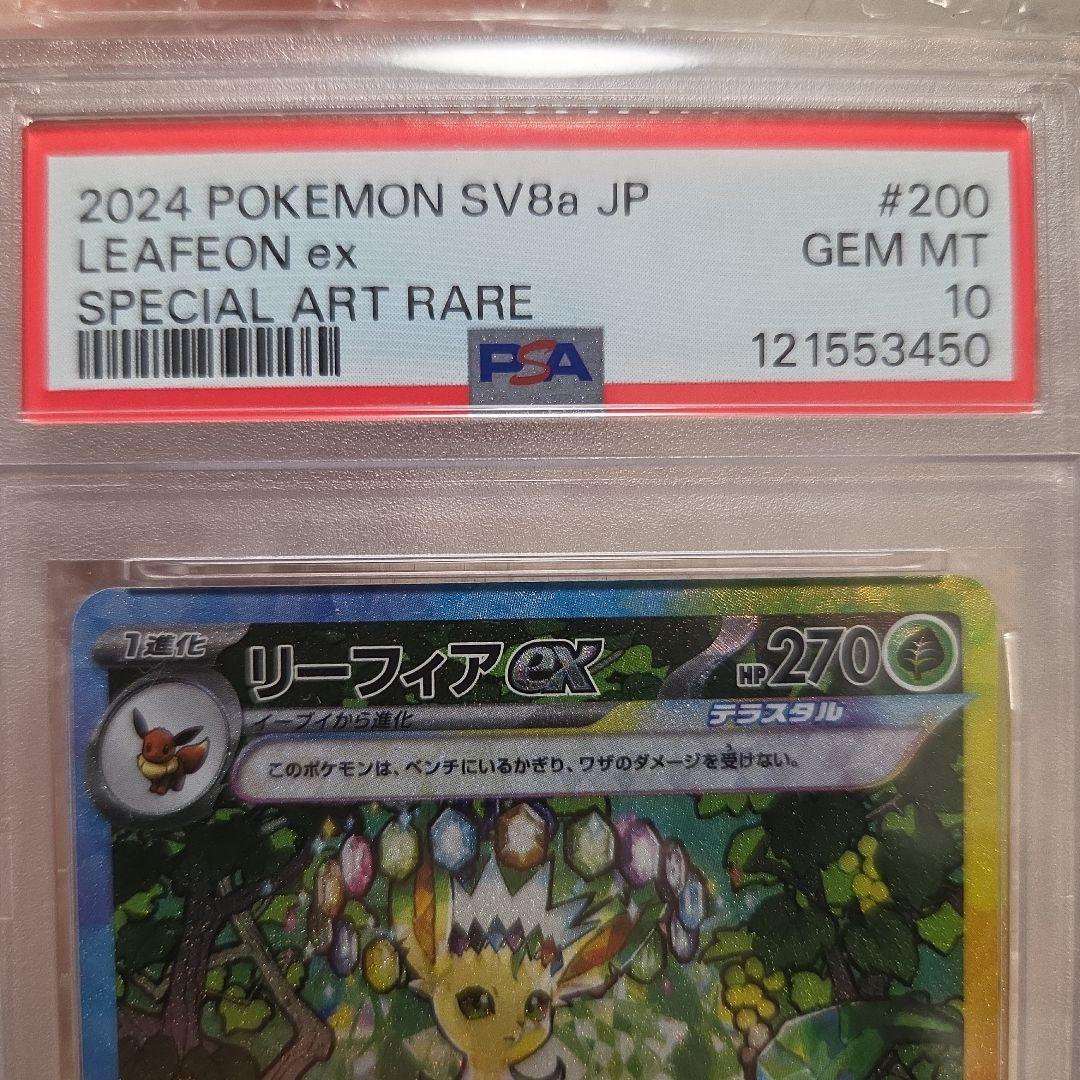 2024 POKEMON SV8a JP #200
LEAFEON ex GEM MT
SPECIAL ART RARE 10
PSA 121553450
1進化 リーフィアex HP270
イーブイから進化 テラスタル
このポケモンは、ベンチにいるかぎり、ワザのダメージを受けない。